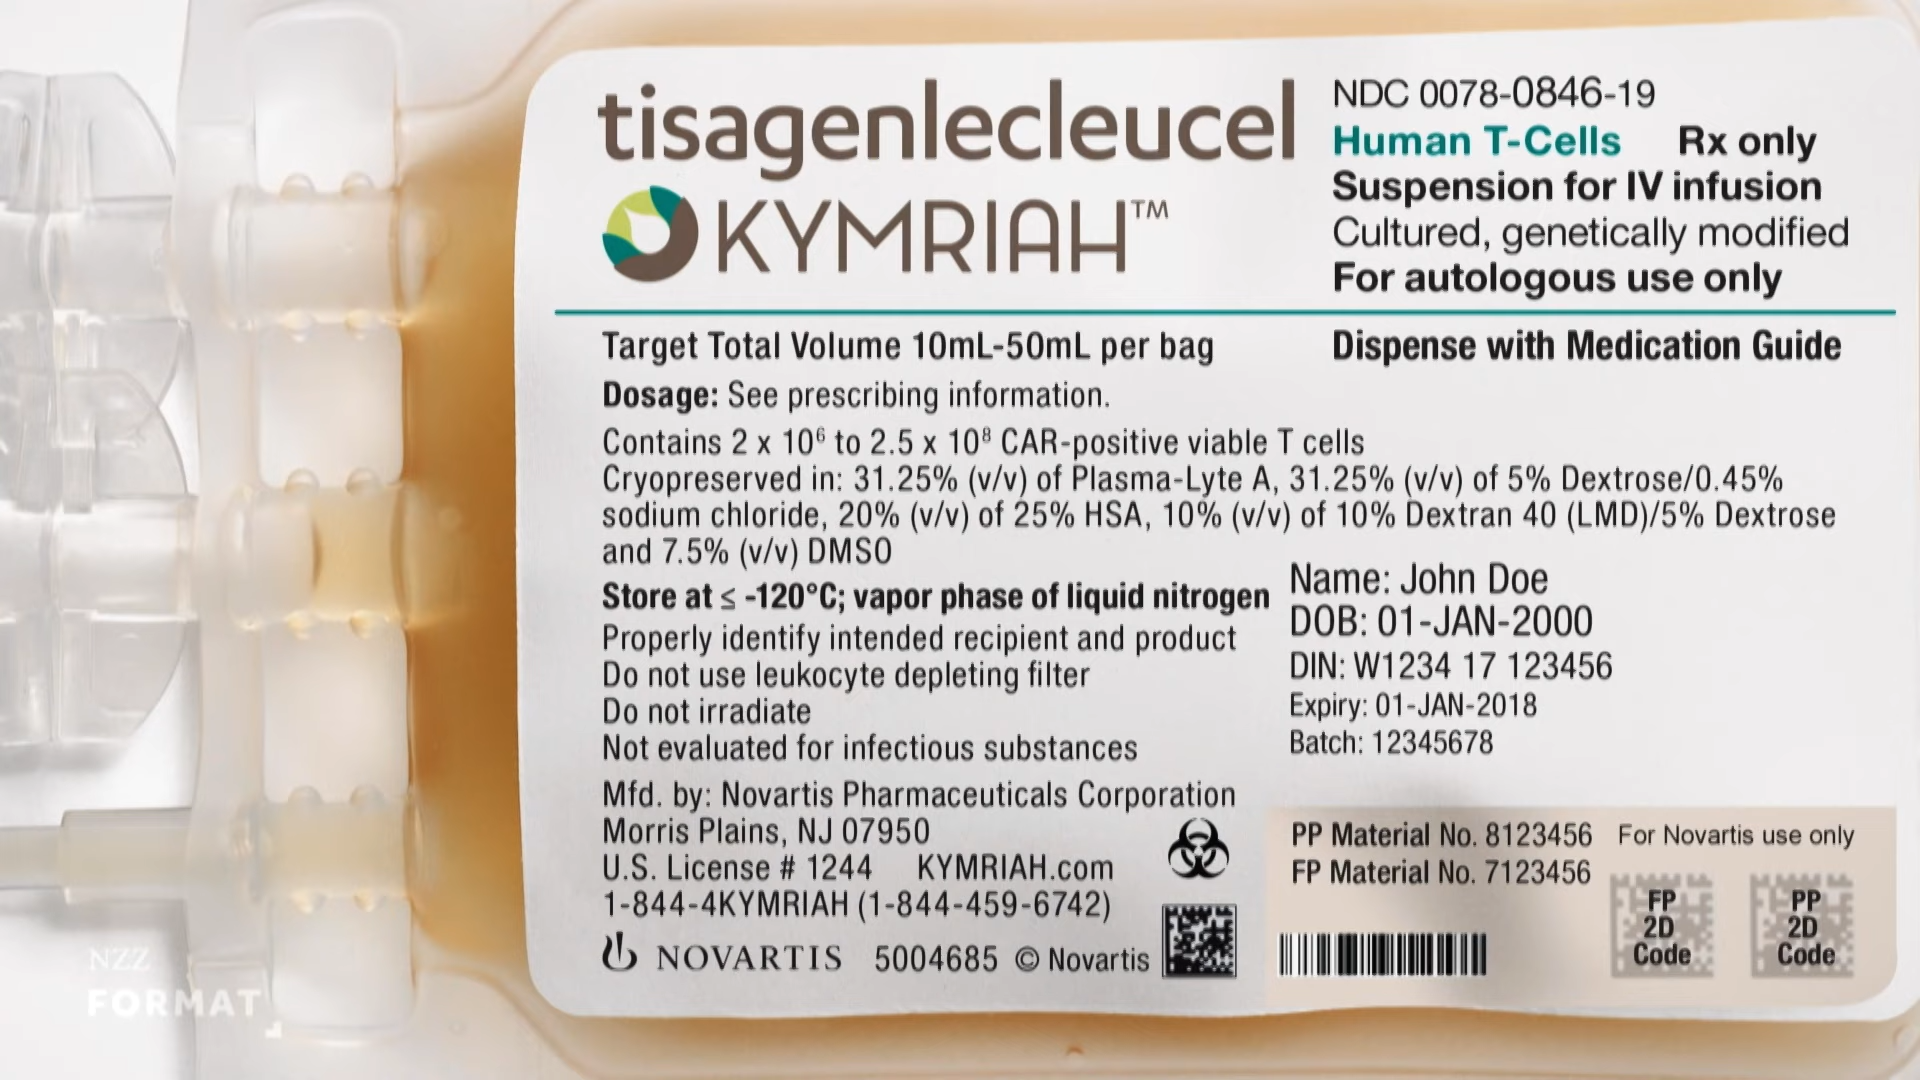 tisagenlecleucel
KYMRIAH™
NDC 0078-0846-19
Human T-Cells Rx only
Suspension for IV infusion
Cultured, genetically modified
For autologous use only
Target Total Volume 10mL-50mL per bag
Dispense with Medication Guide
Dosage: See prescribing information.
Contains 2 x 10⁶ to 2.5 x 10⁸ CAR-positive viable T cells
Cryopreserved in: 31.25% (v/v) of Plasma-Lyte A, 31.25% (v/v) of 5% Dextrose/0.45%
sodium chloride, 20% (v/v) of 25% HSA, 10% (v/v) of 10% Dextran 40 (LMD)/5% Dextrose
and 7.5% (v/v) DMSO
Store at ≤ -120°C; vapor phase of liquid nitrogen
Properly identify intended recipient and product
Do not use leukocyte depleting filter
Do not irradiate
Not evaluated for infectious substances
Name: John Doe
DOB: 01-JAN-2000
DIN: W1234 17 123456
Expiry: 01-JAN-2018
Batch: 12345678
Mfd. by: Novartis Pharmaceuticals Corporation
Morris Plains, NJ 07950
U.S. License # 1244 KYMRIAH.com
1-844-4KYMRIAH (1-844-459-6742)
NOVARTIS 5004685 © Novartis
PP Material No. 8123456 For Novartis use only
FP Material No. 7123456
FP
2D
Code
PP
2D
Code
NZZ
FORMAT